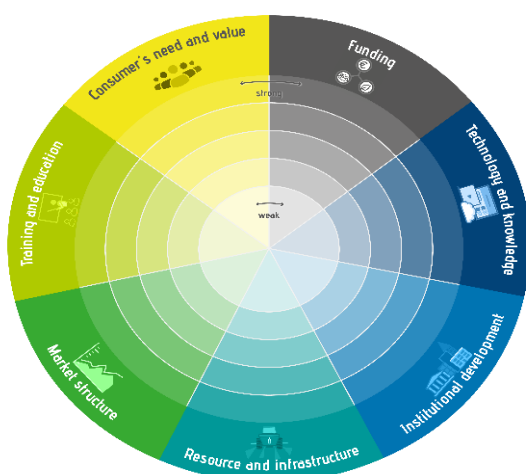 Consumer's need and value
Funding
strong
Technology and knowledge
Training and education
weak
Institutional development
Market structure
Resource and infrastructure